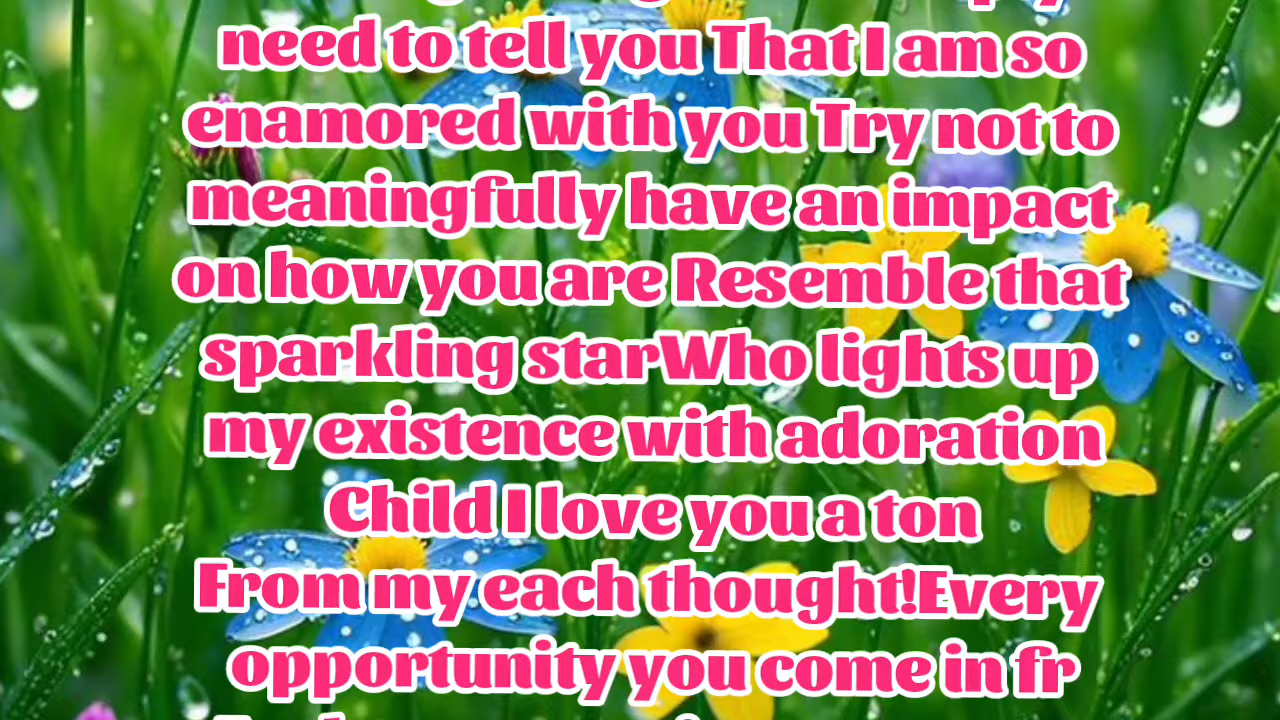 need to tell you That I am so
enamored with you Try not to
meaningfully have an impact
on how you are Resemble that
sparkling starWho lights up
my existence with adoration
Child I love you a ton
From my each thought!Every
opportunity you come in fr